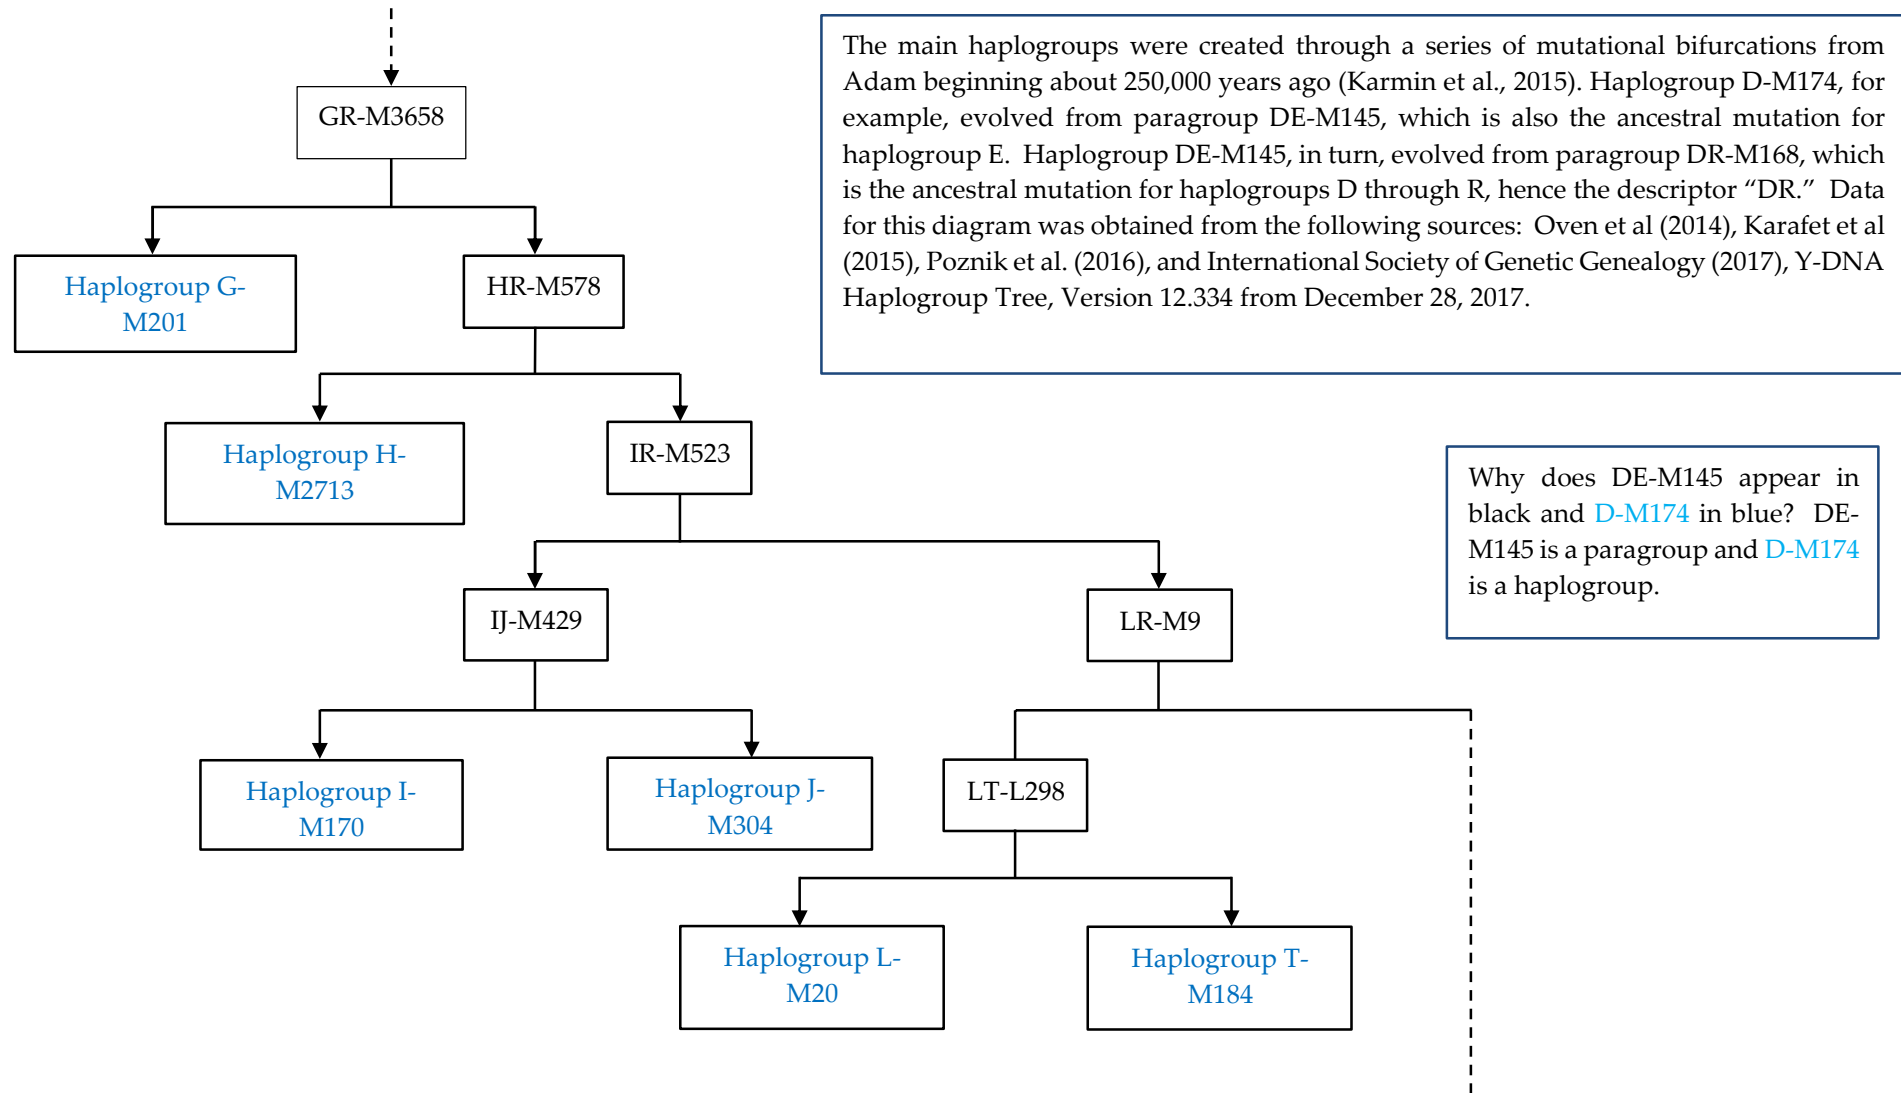 The main haplogroups were created through a series of mutational bifurcations from
Adam beginning about 250,000 years ago (Karmin et al., 2015). Haplogroup D-M174, for
example, evolved from paragroup DE-M145, which is also the ancestral mutation for
haplogroup E.  Haplogroup DE-M145, in turn, evolved from paragroup DR-M168, which
is the ancestral mutation for haplogroups D through R, hence the descriptor “DR.”  Data
for this diagram was obtained from the following sources:  Oven et al (2014), Karafet et al
(2015), Poznik et al. (2016), and International Society of Genetic Genealogy (2017), Y-DNA
Haplogroup Tree, Version 12.334 from December 28, 2017.
GR-M3658
Haplogroup G-
M201
HR-M578
Haplogroup H-
M2713
IR-M523
Why does DE-M145 appear in
black and D-M174 in blue?  DE-
M145 is a paragroup and D-M174
is a haplogroup.
IJ-M429
LR-M9
Haplogroup I-
M170
Haplogroup J-
M304
LT-L298
Haplogroup L-
M20
Haplogroup T-
M184